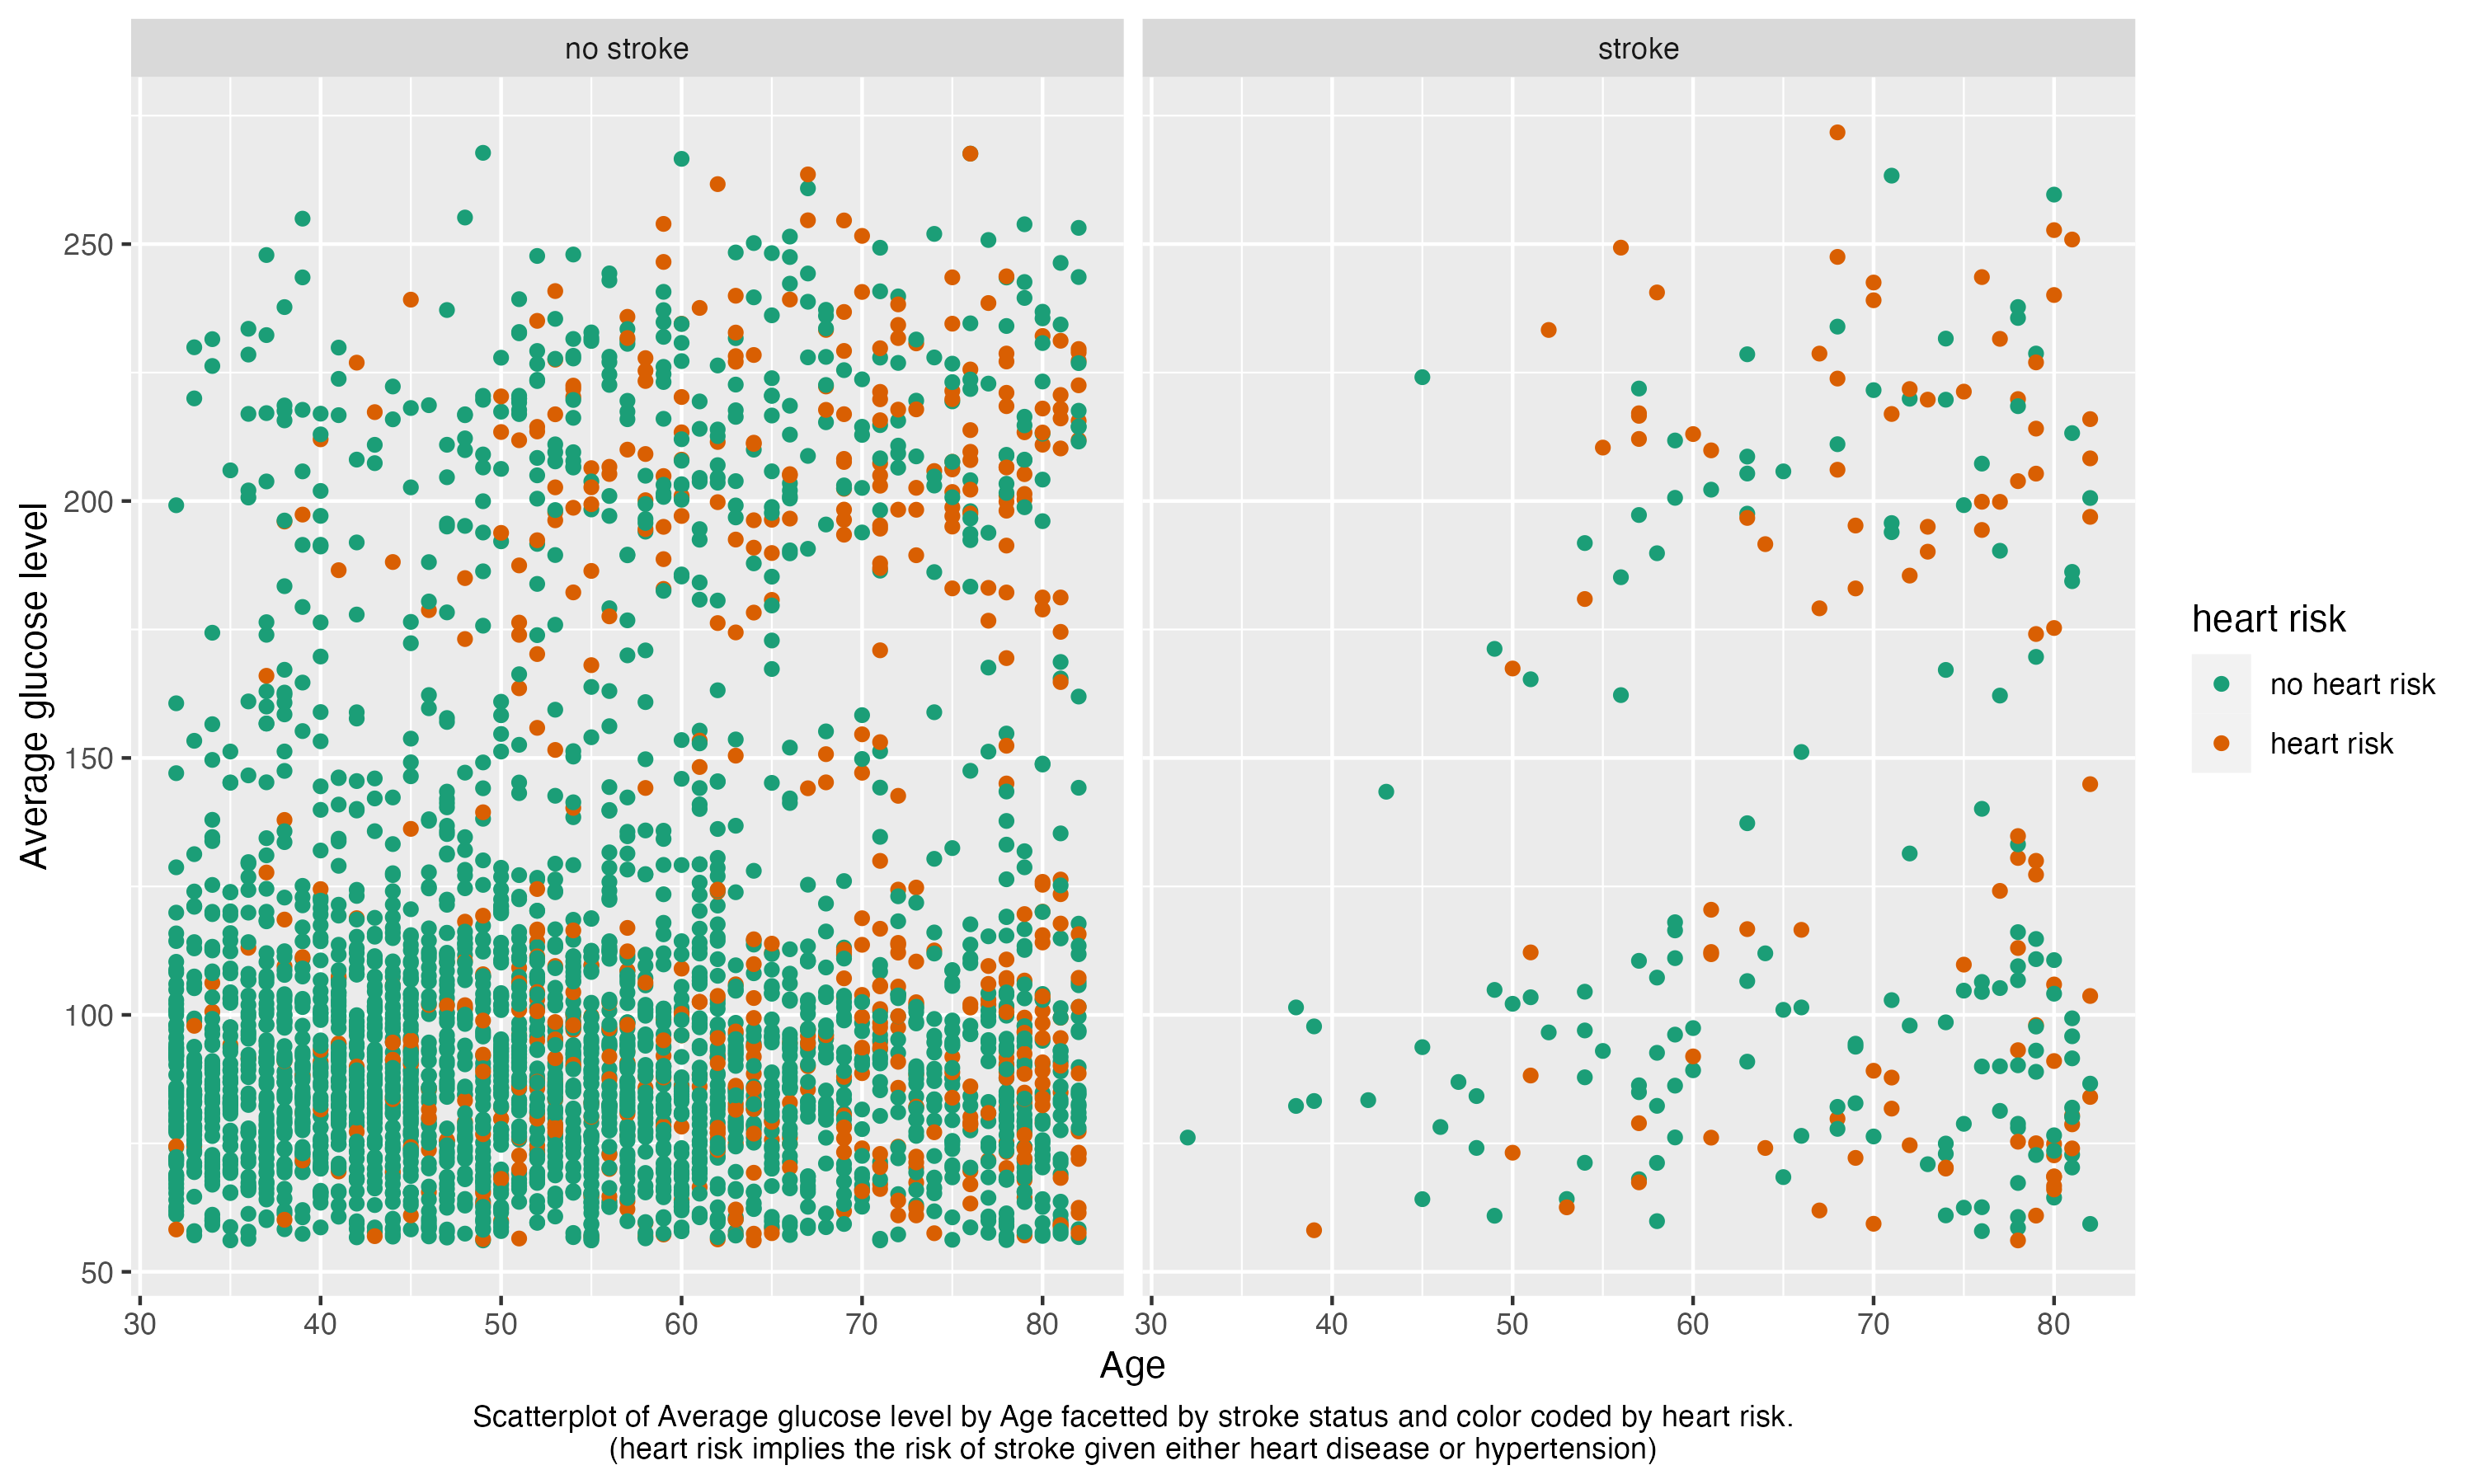 no stroke
stroke
250
200
150
100
50
Average glucose level
30 40 50 60 70 80
30 40 50 60 70 80
Age
heart risk
no heart risk
heart risk
Scatterplot of Average glucose level by Age facetted by stroke status and color coded by heart risk.
(heart risk implies the risk of stroke given either heart disease or hypertension)